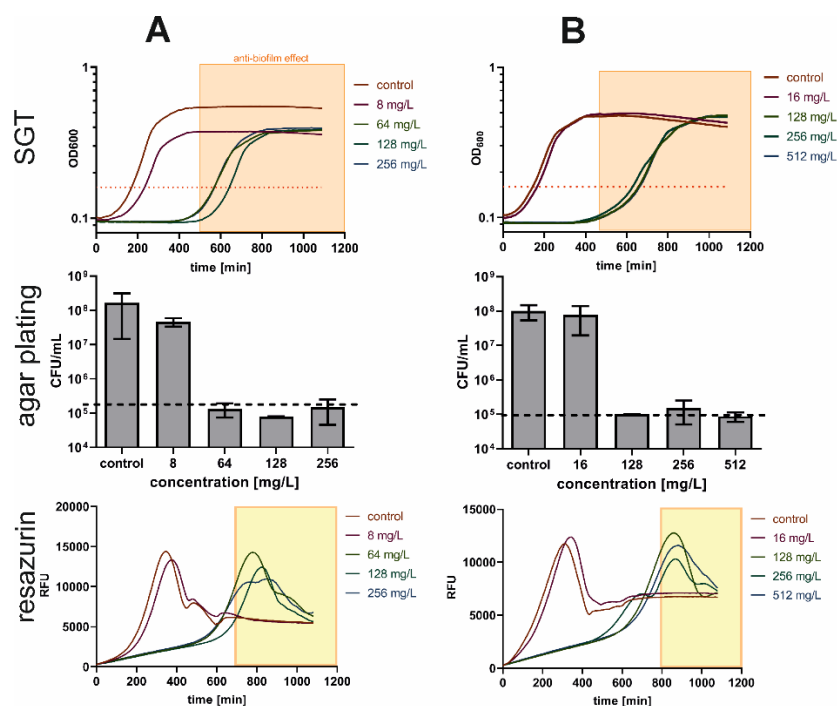 A
B
SGT
anti-biofilm effect
1
0.1
OD600
0 200 400 600 800 1000 1200
time [min]
control
8 mg/L
64 mg/L
128 mg/L
256 mg/L
1
0.1
OD600
0 200 400 600 800 1000 1200
time [min]
control
16 mg/L
128 mg/L
256 mg/L
512 mg/L
agar plating
CFU/mL
10⁹
10⁸
10⁷
10⁶
10⁵
10⁴
control 8 64 128 256
concentration [mg/L]
CFU/mL
10⁹
10⁸
10⁷
10⁶
10⁵
10⁴
control 16 128 256 512
concentration [mg/L]
resazurin
RFU
20000
15000
10000
5000
0
0 200 400 600 800 1000 1200
time [min]
control
8 mg/L
64 mg/L
128 mg/L
256 mg/L
RFU
15000
10000
5000
0
0 200 400 600 800 1000 1200
time [min]
control
16 mg/L
128 mg/L
256 mg/L
512 mg/L